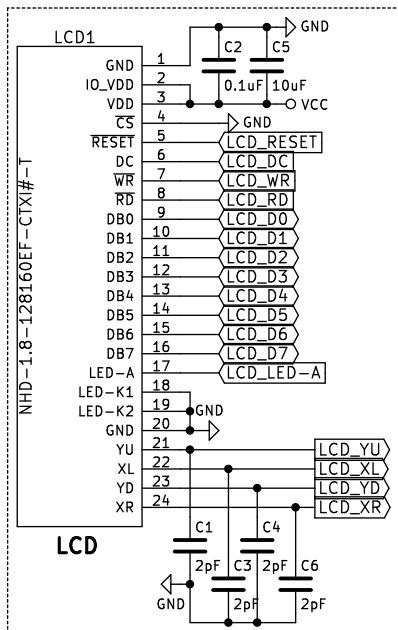 LCD1
NHD-1.8-128160EF-CTXI#-T
GND 1
IO_VDD 2
VDD 3
CS 4
RESET 5 LCD_RESET
DC 6 LCD_DC
WR 7 LCD_WR
RD 8 LCD_RD
DB0 9 LCD_D0
DB1 10 LCD_D1
DB2 11 LCD_D2
DB3 12 LCD_D3
DB4 13 LCD_D4
DB5 14 LCD_D5
DB6 15 LCD_D6
DB7 16 LCD_D7
LED-A 17 LCD_LED-A
LED-K1 18
LED-K2 19
GND 20
YU 21 LCD_YU
XL 22 LCD_XL
YD 23 LCD_YD
XR 24 LCD_XR
GND
C2 C5
0.1uF 10uF
VCC
GND
GND
C1 C4
2pF 2pF
C3 C6
2pF 2pF
GND
LCD